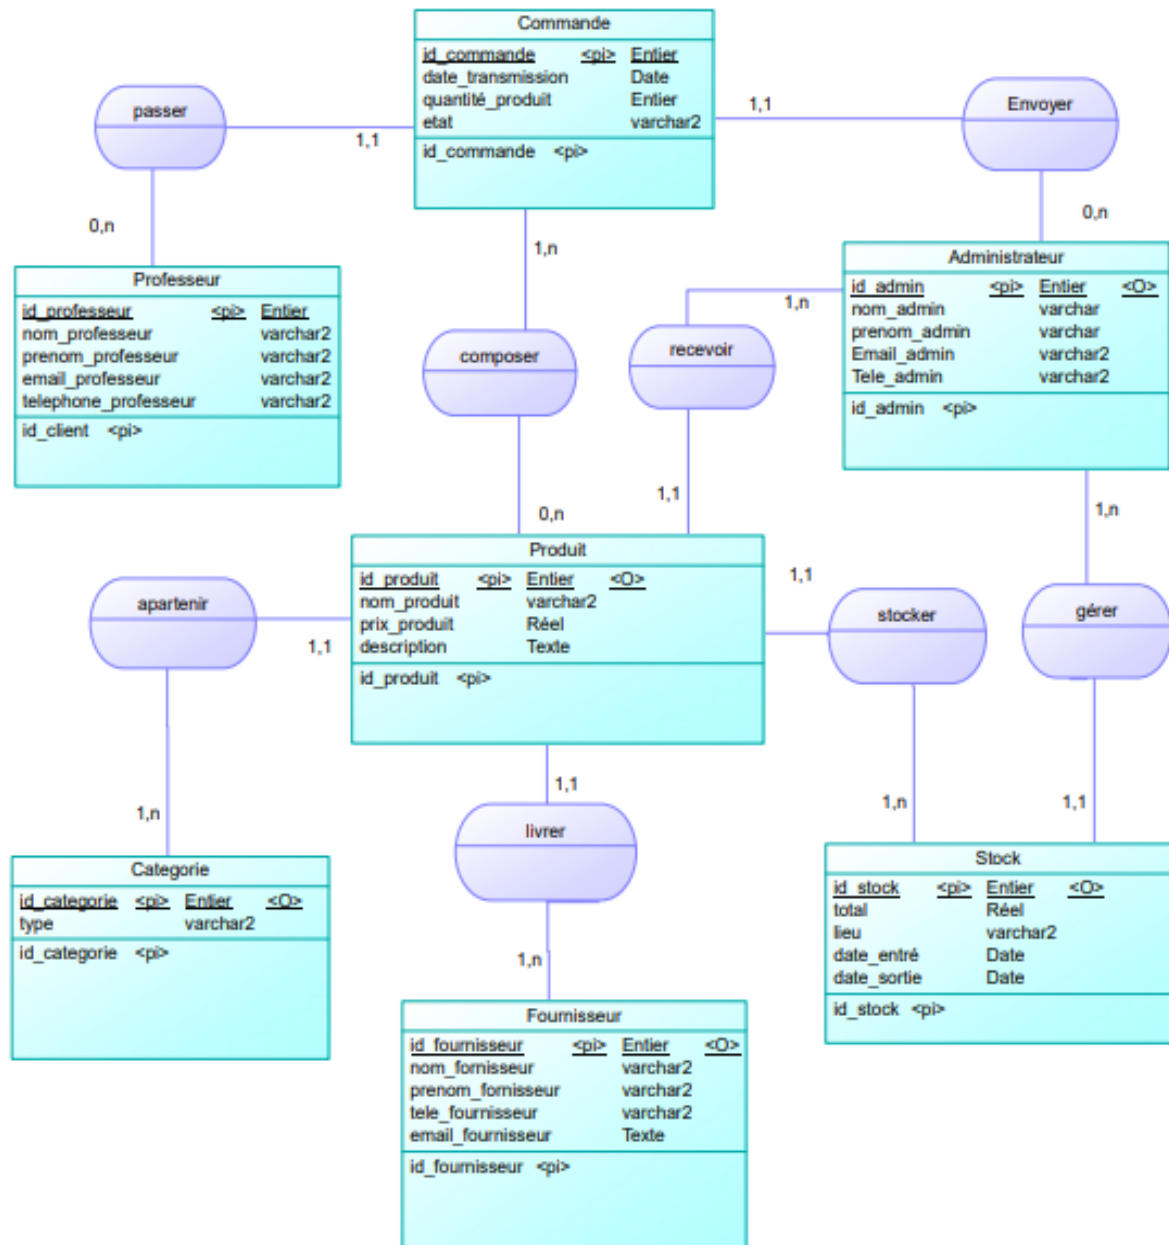 Commande
id_commande <pi> Entier
date_transmission Date
quantité_produit Entier
etat varchar2
id_commande <pi>
passer
1,1
1,1
Envoyer
0,n
1,n
0,n
Professeur
id_professeur <pi> Entier
nom_professeur varchar2
prenom_professeur varchar2
email_professeur varchar2
telephone_professeur varchar2
id_client <pi>
composer
recevoir
1,n
Administrateur
id_admin <pi> Entier <O>
nom_admin varchar
prenom_admin varchar
Email_admin varchar2
Tele_admin varchar2
id_admin <pi>
0,n
1,1
1,n
Produit
id_produit <pi> Entier <O>
nom_produit varchar2
prix_produit Réel
description Texte
id_produit <pi>
apartenir
1,1
1,1
stocker
gérer
1,n
1,1
livrer
1,n
1,1
Categorie
id_categorie <pi> Entier <O>
type varchar2
id_categorie <pi>
1,n
Stock
id_stock <pi> Entier <O>
total Réel
lieu varchar2
date_entré Date
date_sortie Date
id_stock <pi>
Fournisseur
id_fournisseur <pi> Entier <O>
nom_fornisseur varchar2
prenom_fornisseur varchar2
tele_fournisseur varchar2
email_fournisseur Texte
id_fournisseur <pi>